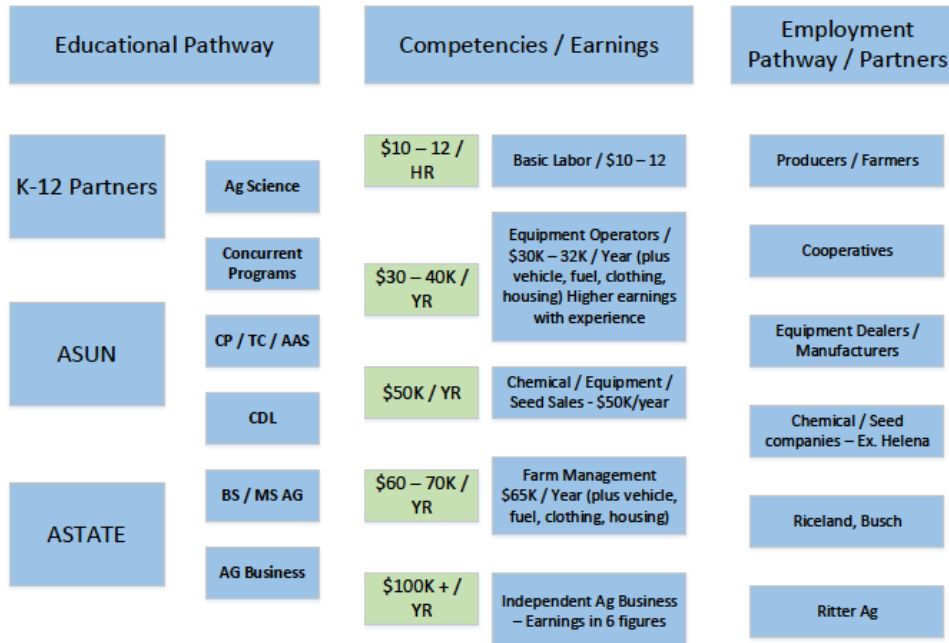 Educational Pathway
Competencies / Earnings
Employment
Pathway / Partners
K-12 Partners
ASUN
ASTATE
Ag Science
Concurrent
Programs
CP / TC / AAS
CDL
BS / MS AG
AG Business
$10 – 12 /
HR
Basic Labor / $10 – 12
$30 – 40K /
YR
Equipment Operators /
$30K – 32K / Year (plus
vehicle, fuel, clothing,
housing) Higher earnings
with experience
$50K / YR
Chemical / Equipment /
Seed Sales - $50K/year
$60 – 70K /
YR
Farm Management
$65K / Year (plus vehicle,
fuel, clothing, housing)
$100K + /
YR
Independent Ag Business
– Earnings in 6 figures
Producers / Farmers
Cooperatives
Equipment Dealers /
Manufacturers
Chemical / Seed
companies – Ex. Helena
Riceland, Busch
Ritter Ag